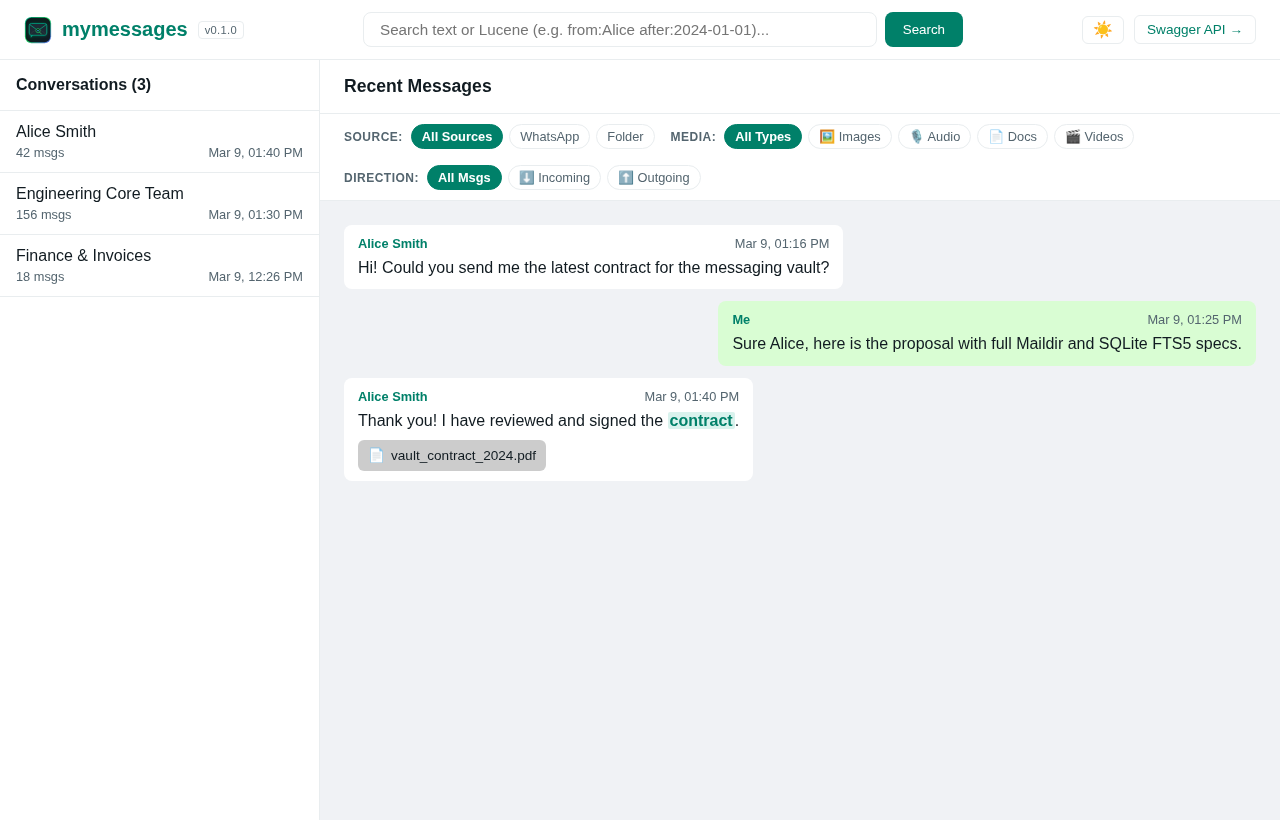 mymessages v0.1.0
Search text or Lucene (e.g. from:Alice after:2024-01-01)...
Search
Swagger API →
Conversations (3)
Alice Smith
42 msgs Mar 9, 01:40 PM
Engineering Core Team
156 msgs Mar 9, 01:30 PM
Finance & Invoices
18 msgs Mar 9, 12:26 PM
Recent Messages
SOURCE: All Sources WhatsApp Folder MEDIA: All Types Images Audio Docs Videos
DIRECTION: All Msgs Incoming Outgoing
Alice Smith Mar 9, 01:16 PM
Hi! Could you send me the latest contract for the messaging vault?
Me Mar 9, 01:25 PM
Sure Alice, here is the proposal with full Maildir and SQLite FTS5 specs.
Alice Smith Mar 9, 01:40 PM
Thank you! I have reviewed and signed the contract.
vault_contract_2024.pdf